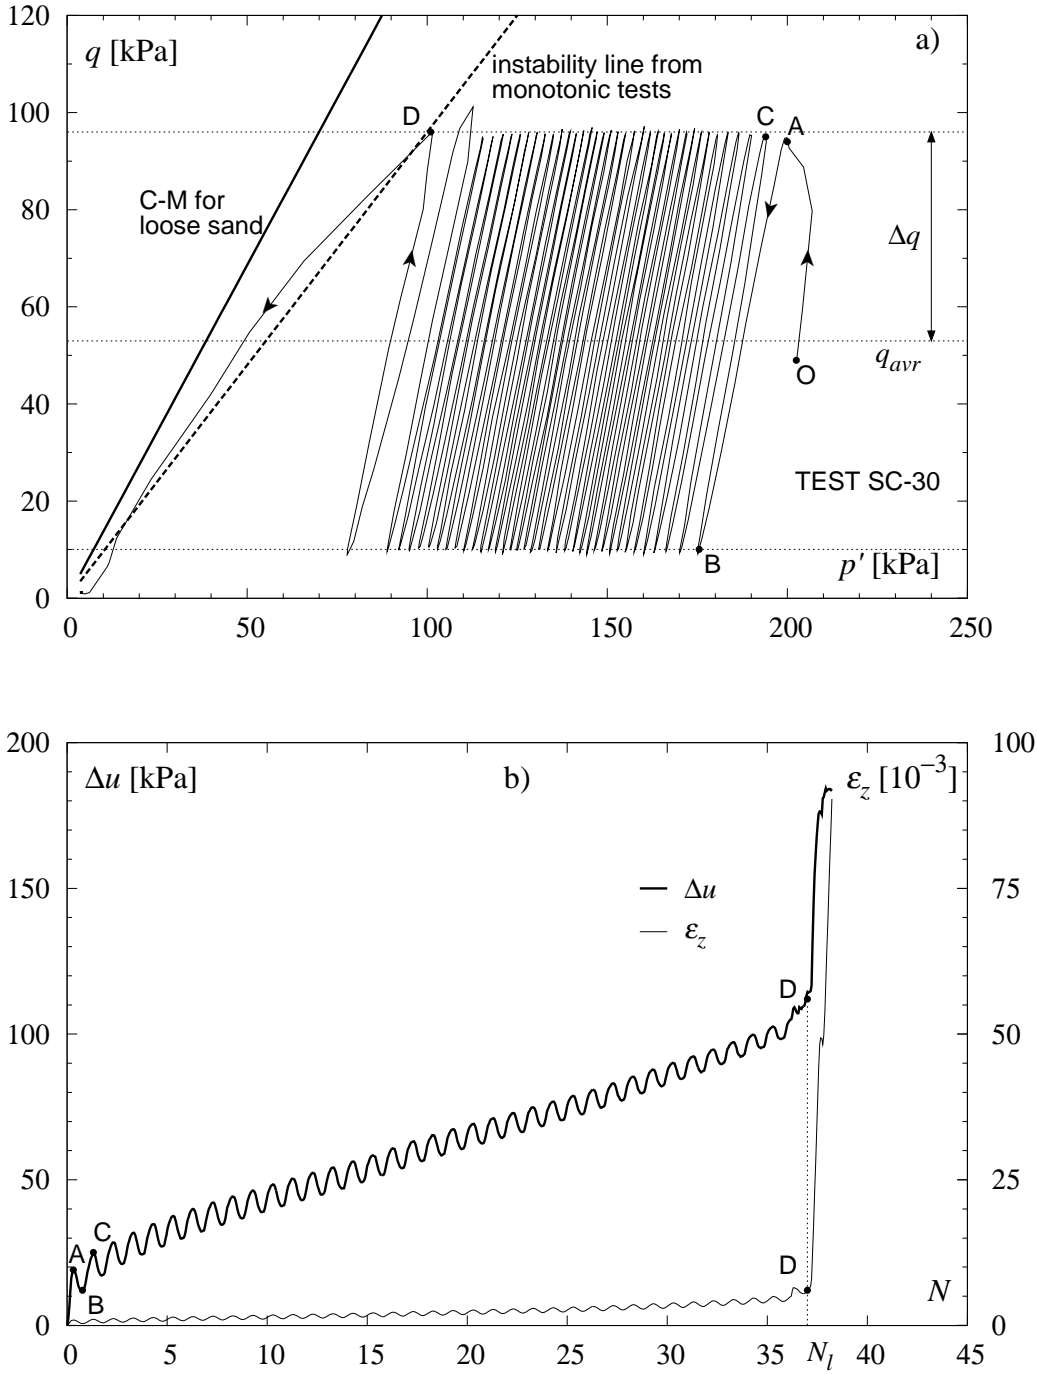 120
q [kPa]
a)
instability line from
monotonic tests
100
D
C
A
80
C-M for
loose sand
Δq
60
q_avr
O
40
TEST SC-30
20
B
p' [kPa]
0
0 50 100 150 200 250
200
100
Δu [kPa]
b)
ε_z [10⁻³]
150
75
Δu
ε_z
D
100
50
50
25
C
A
D
B
N
0
0
0 5 10 15 20 25 30 35 N_l 40 45